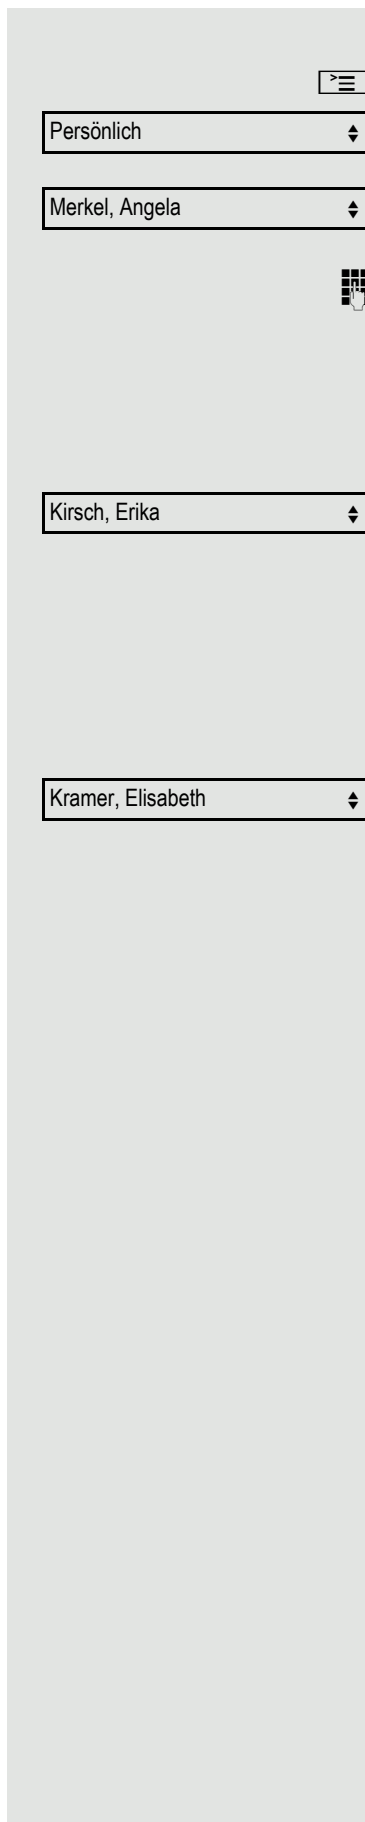 Persönlich
Merkel, Angela
Kirsch, Erika
Kramer, Elisabeth